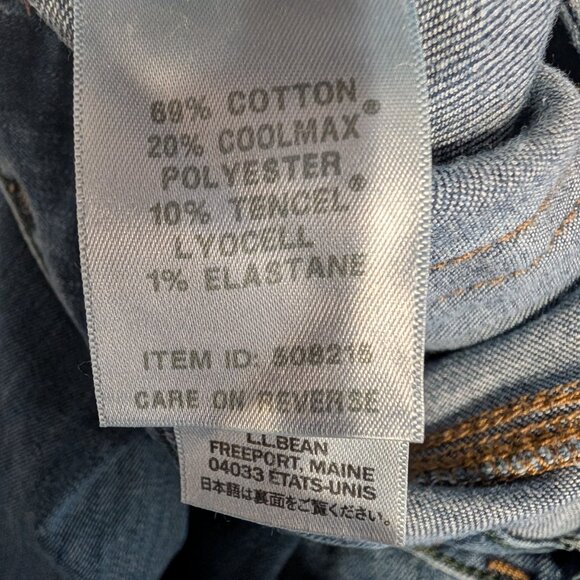 69% COTTON
20% COOLMAX®
POLYESTER
10% TENCEL®
LYOCELL
1% ELASTANE
ITEM ID: 508215
CARE ON REVERSE
L.L.BEAN
FREEPORT, MAINE
04033 ETATS-UNIS
日本語は裏面をご覧ください。